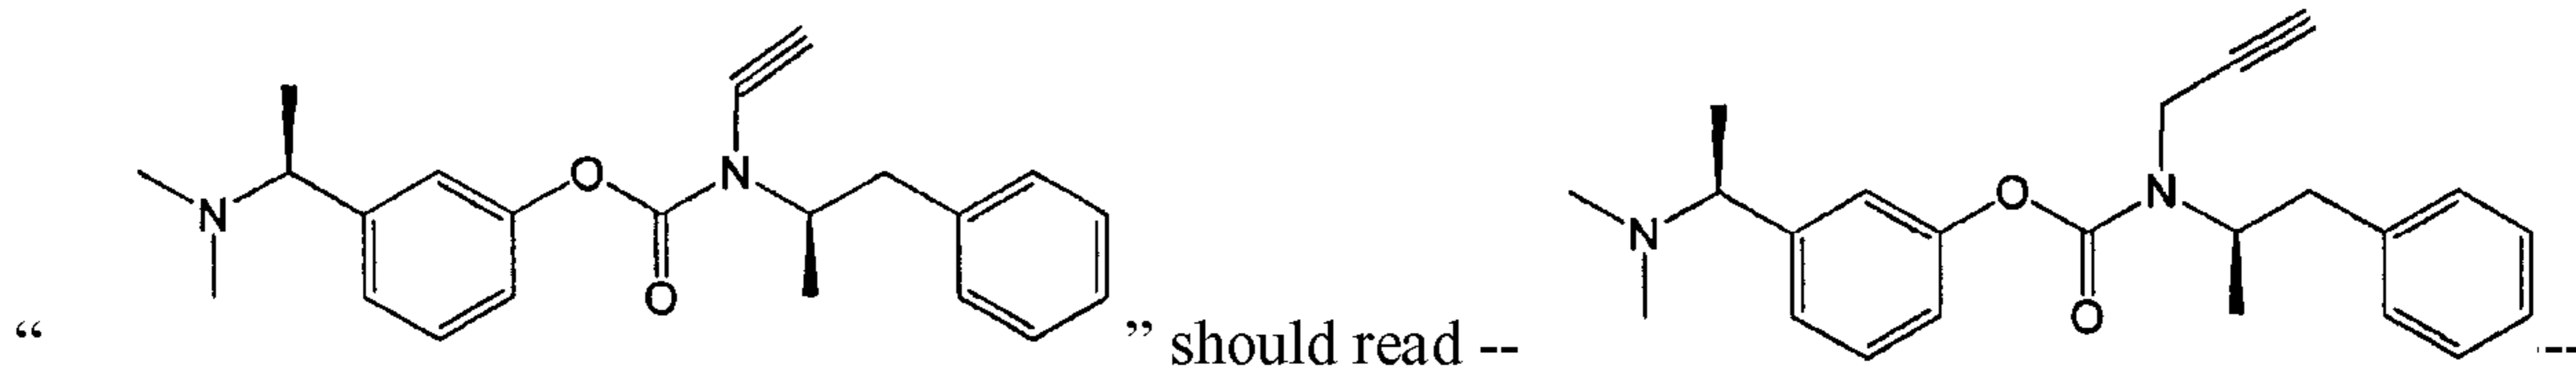 “ N O O N ” should read -- N O O N --